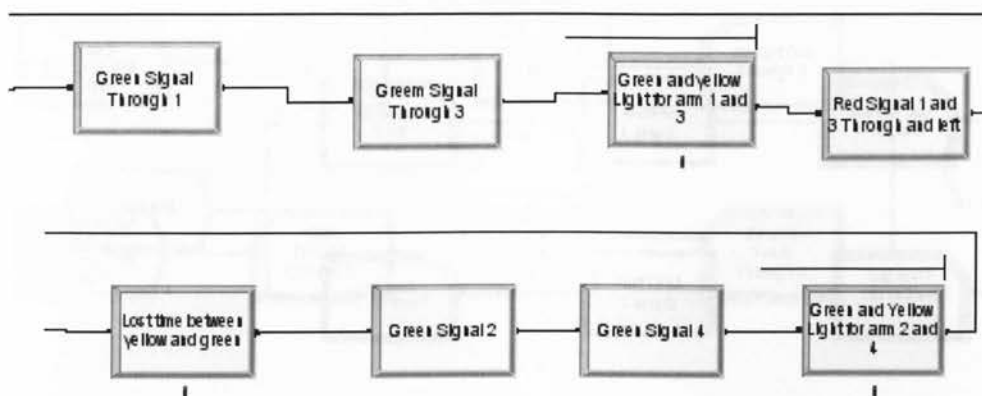 Green Signal
Through 1
Greem Signal
Through 3
Green and yellow
Light for arm 1 and
3
Red Signal 1 and
3 Through and left
Lost time between
yellow and green
Green Signal 2
Green Signal 4
Green and Yellow
Light for arm 2 and
4